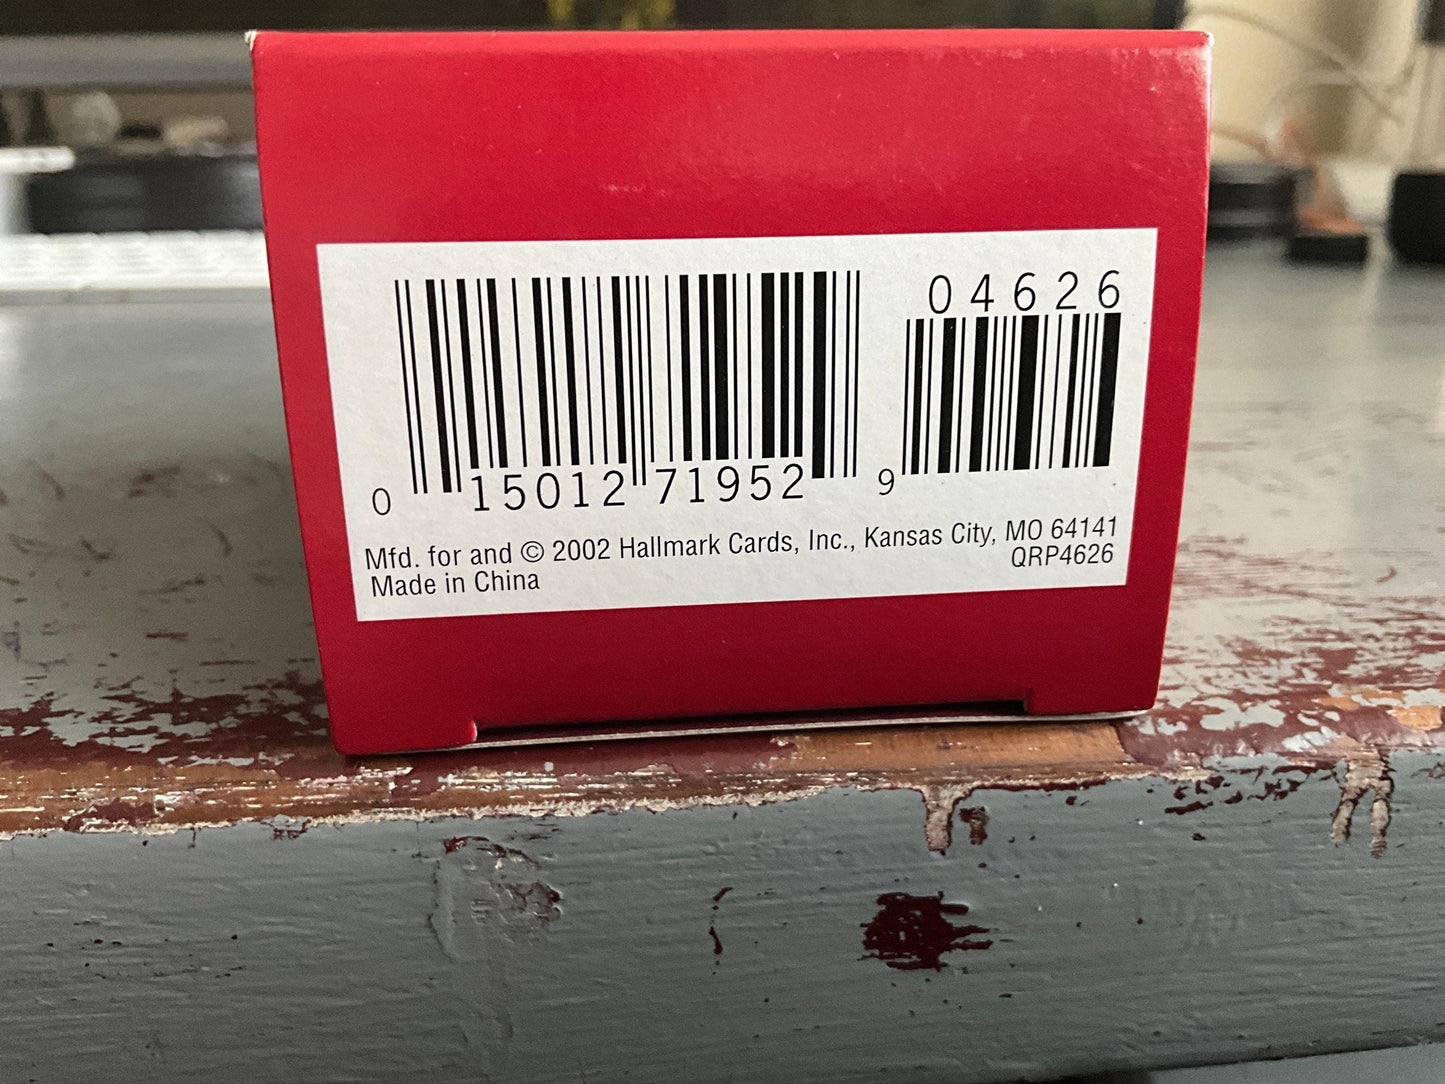 04626
0 15012 71952 9
Mfd. for and © 2002 Hallmark Cards, Inc., Kansas City, MO 64141
QRP4626
Made in China